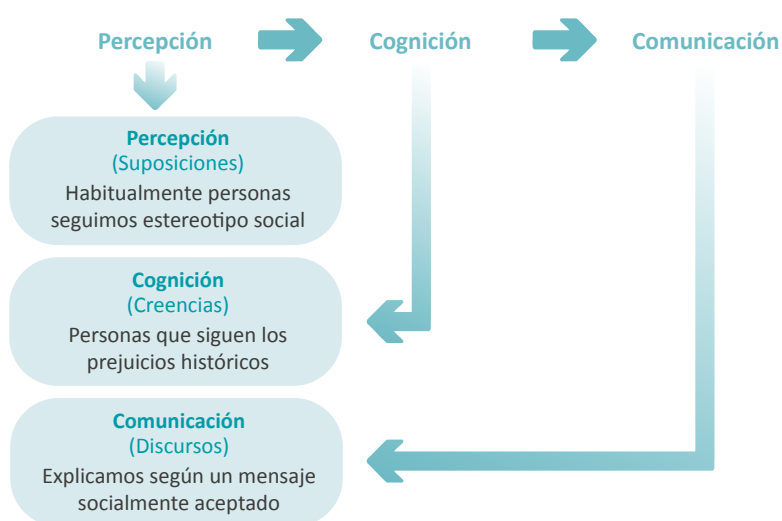 Percepción
Cognición
Comunicación
Percepción
(Suposiciones)
Habitualmente personas
seguimos estereotipo social
Cognición
(Creencias)
Personas que siguen los
prejuicios históricos
Comunicación
(Discursos)
Explicamos según un mensaje
socialmente aceptado